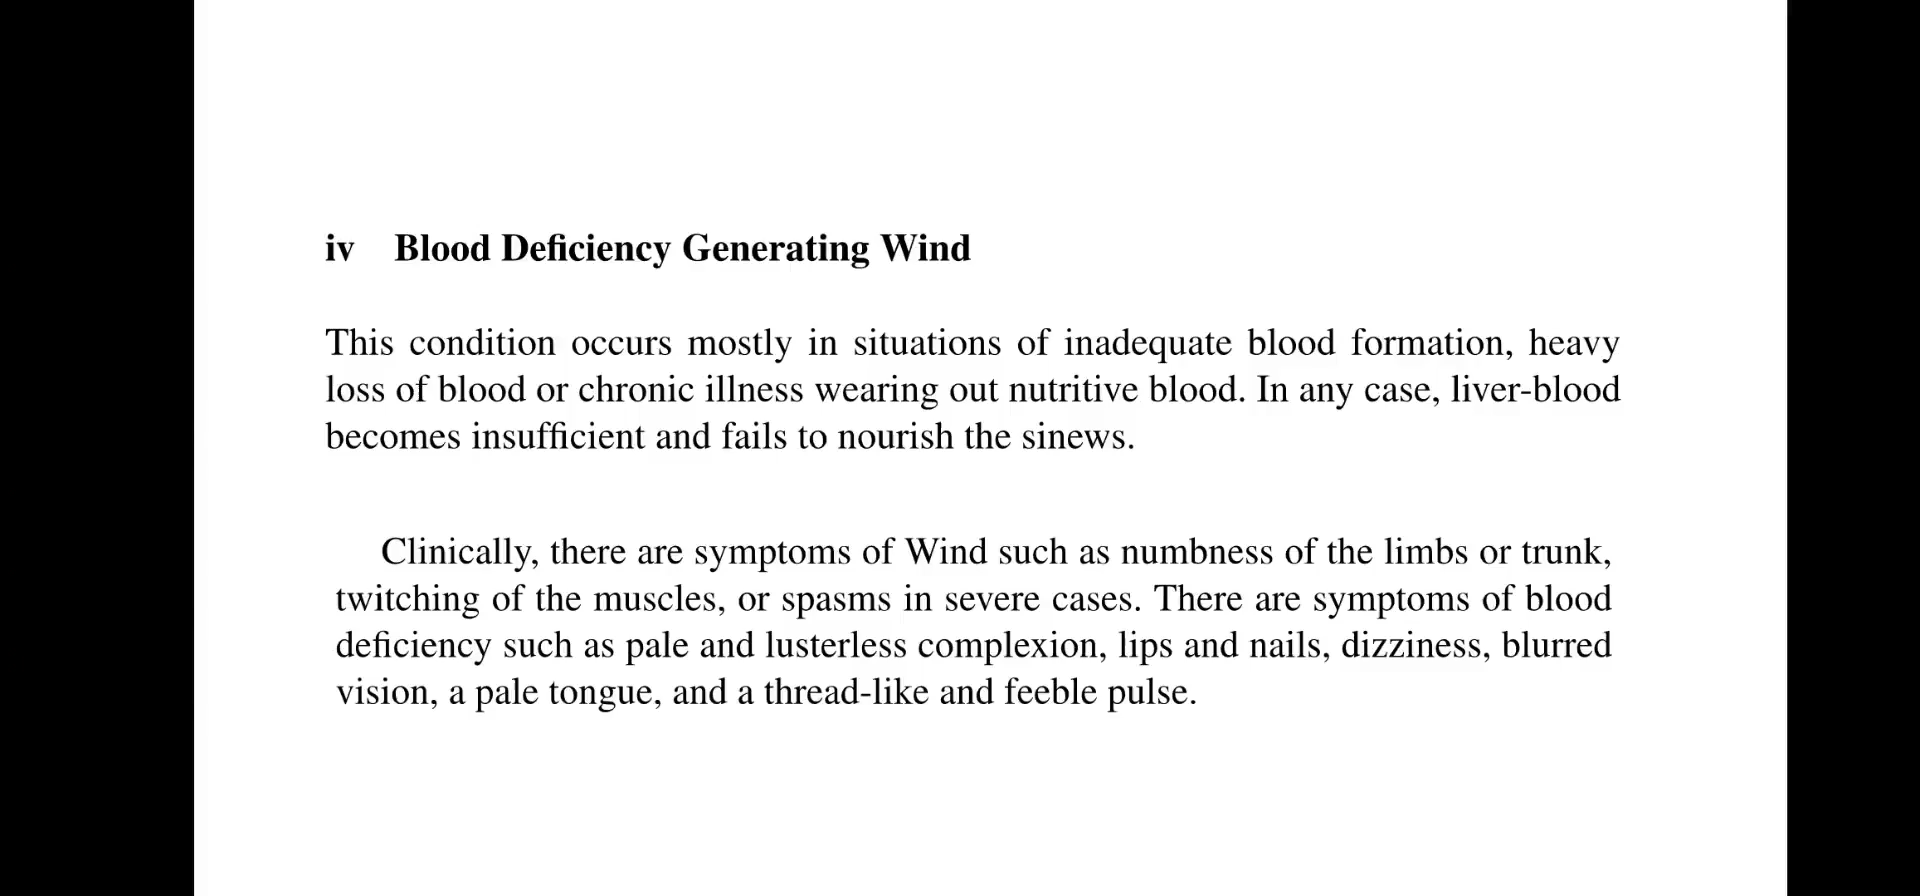 iv Blood Deficiency Generating Wind
This condition occurs mostly in situations of inadequate blood formation, heavy
loss of blood or chronic illness wearing out nutritive blood. In any case, liver-blood
becomes insufficient and fails to nourish the sinews.
Clinically, there are symptoms of Wind such as numbness of the limbs or trunk,
twitching of the muscles, or spasms in severe cases. There are symptoms of blood
deficiency such as pale and lusterless complexion, lips and nails, dizziness, blurred
vision, a pale tongue, and a thread-like and feeble pulse.